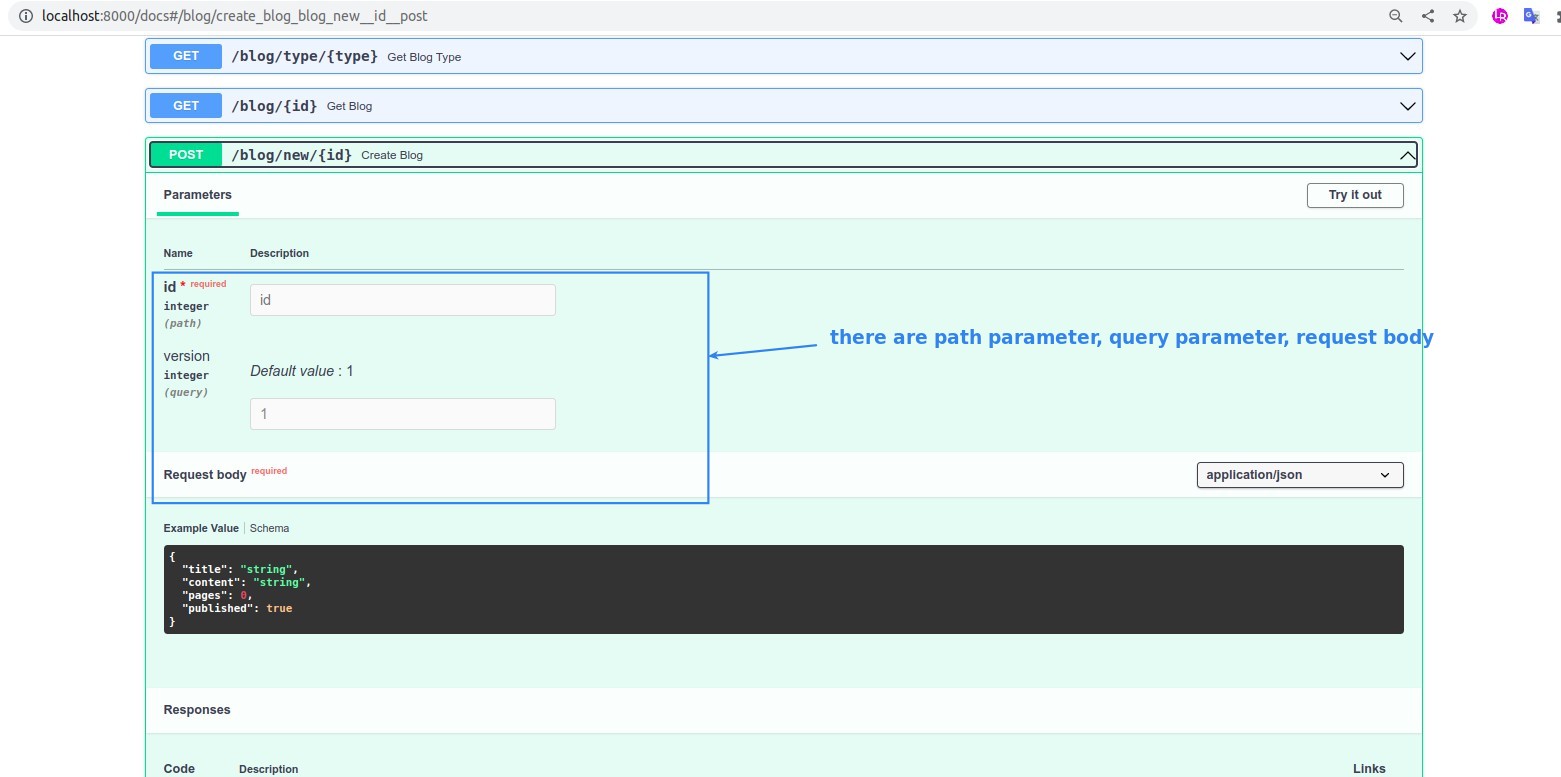 localhost:8000/docs#/blog/create_blog_blog_new__id__post
GET /blog/type/{type} Get Blog Type
GET /blog/{id} Get Blog
POST /blog/new/{id} Create Blog
Parameters
Try it out
Name Description
id * required
integer
(path)
id
version
integer
(query)
Default value : 1
1
there are path parameter, query parameter, request body
Request body required
application/json
Example Value Schema
{
"title": "string",
"content": "string",
"pages": 0,
"published": true
}
Responses
Code Description Links